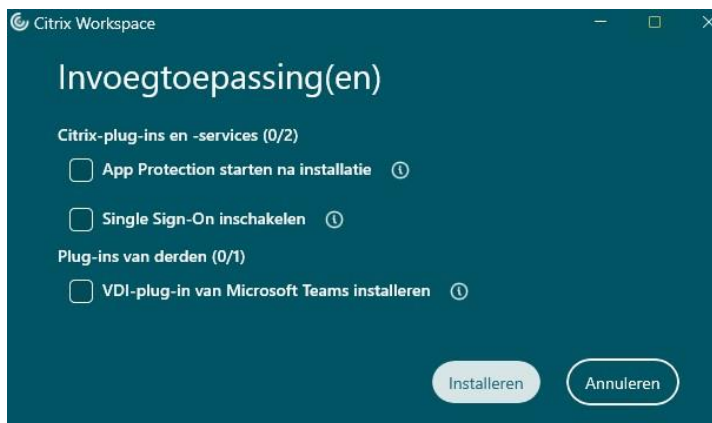 Citrix Workspace
Invoegtoepassing(en)
Citrix-plug-ins en -services (0/2)
App Protection starten na installatie
Single Sign-On inschakelen
Plug-ins van derden (0/1)
VDI-plug-in van Microsoft Teams installeren
Installeren Annuleren